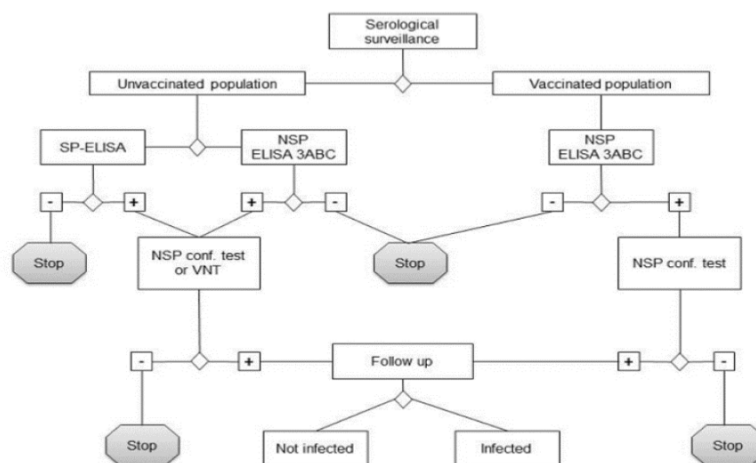 Serological
surveillance
Unvaccinated population
Vaccinated population
SP-ELISA
NSP
ELISA 3ABC
NSP
ELISA 3ABC
-
+
+
-
-
+
Stop
NSP conf. test
or VNT
Stop
NSP conf. test
-
+
Follow up
+
-
Stop
Not infected
Infected
Stop